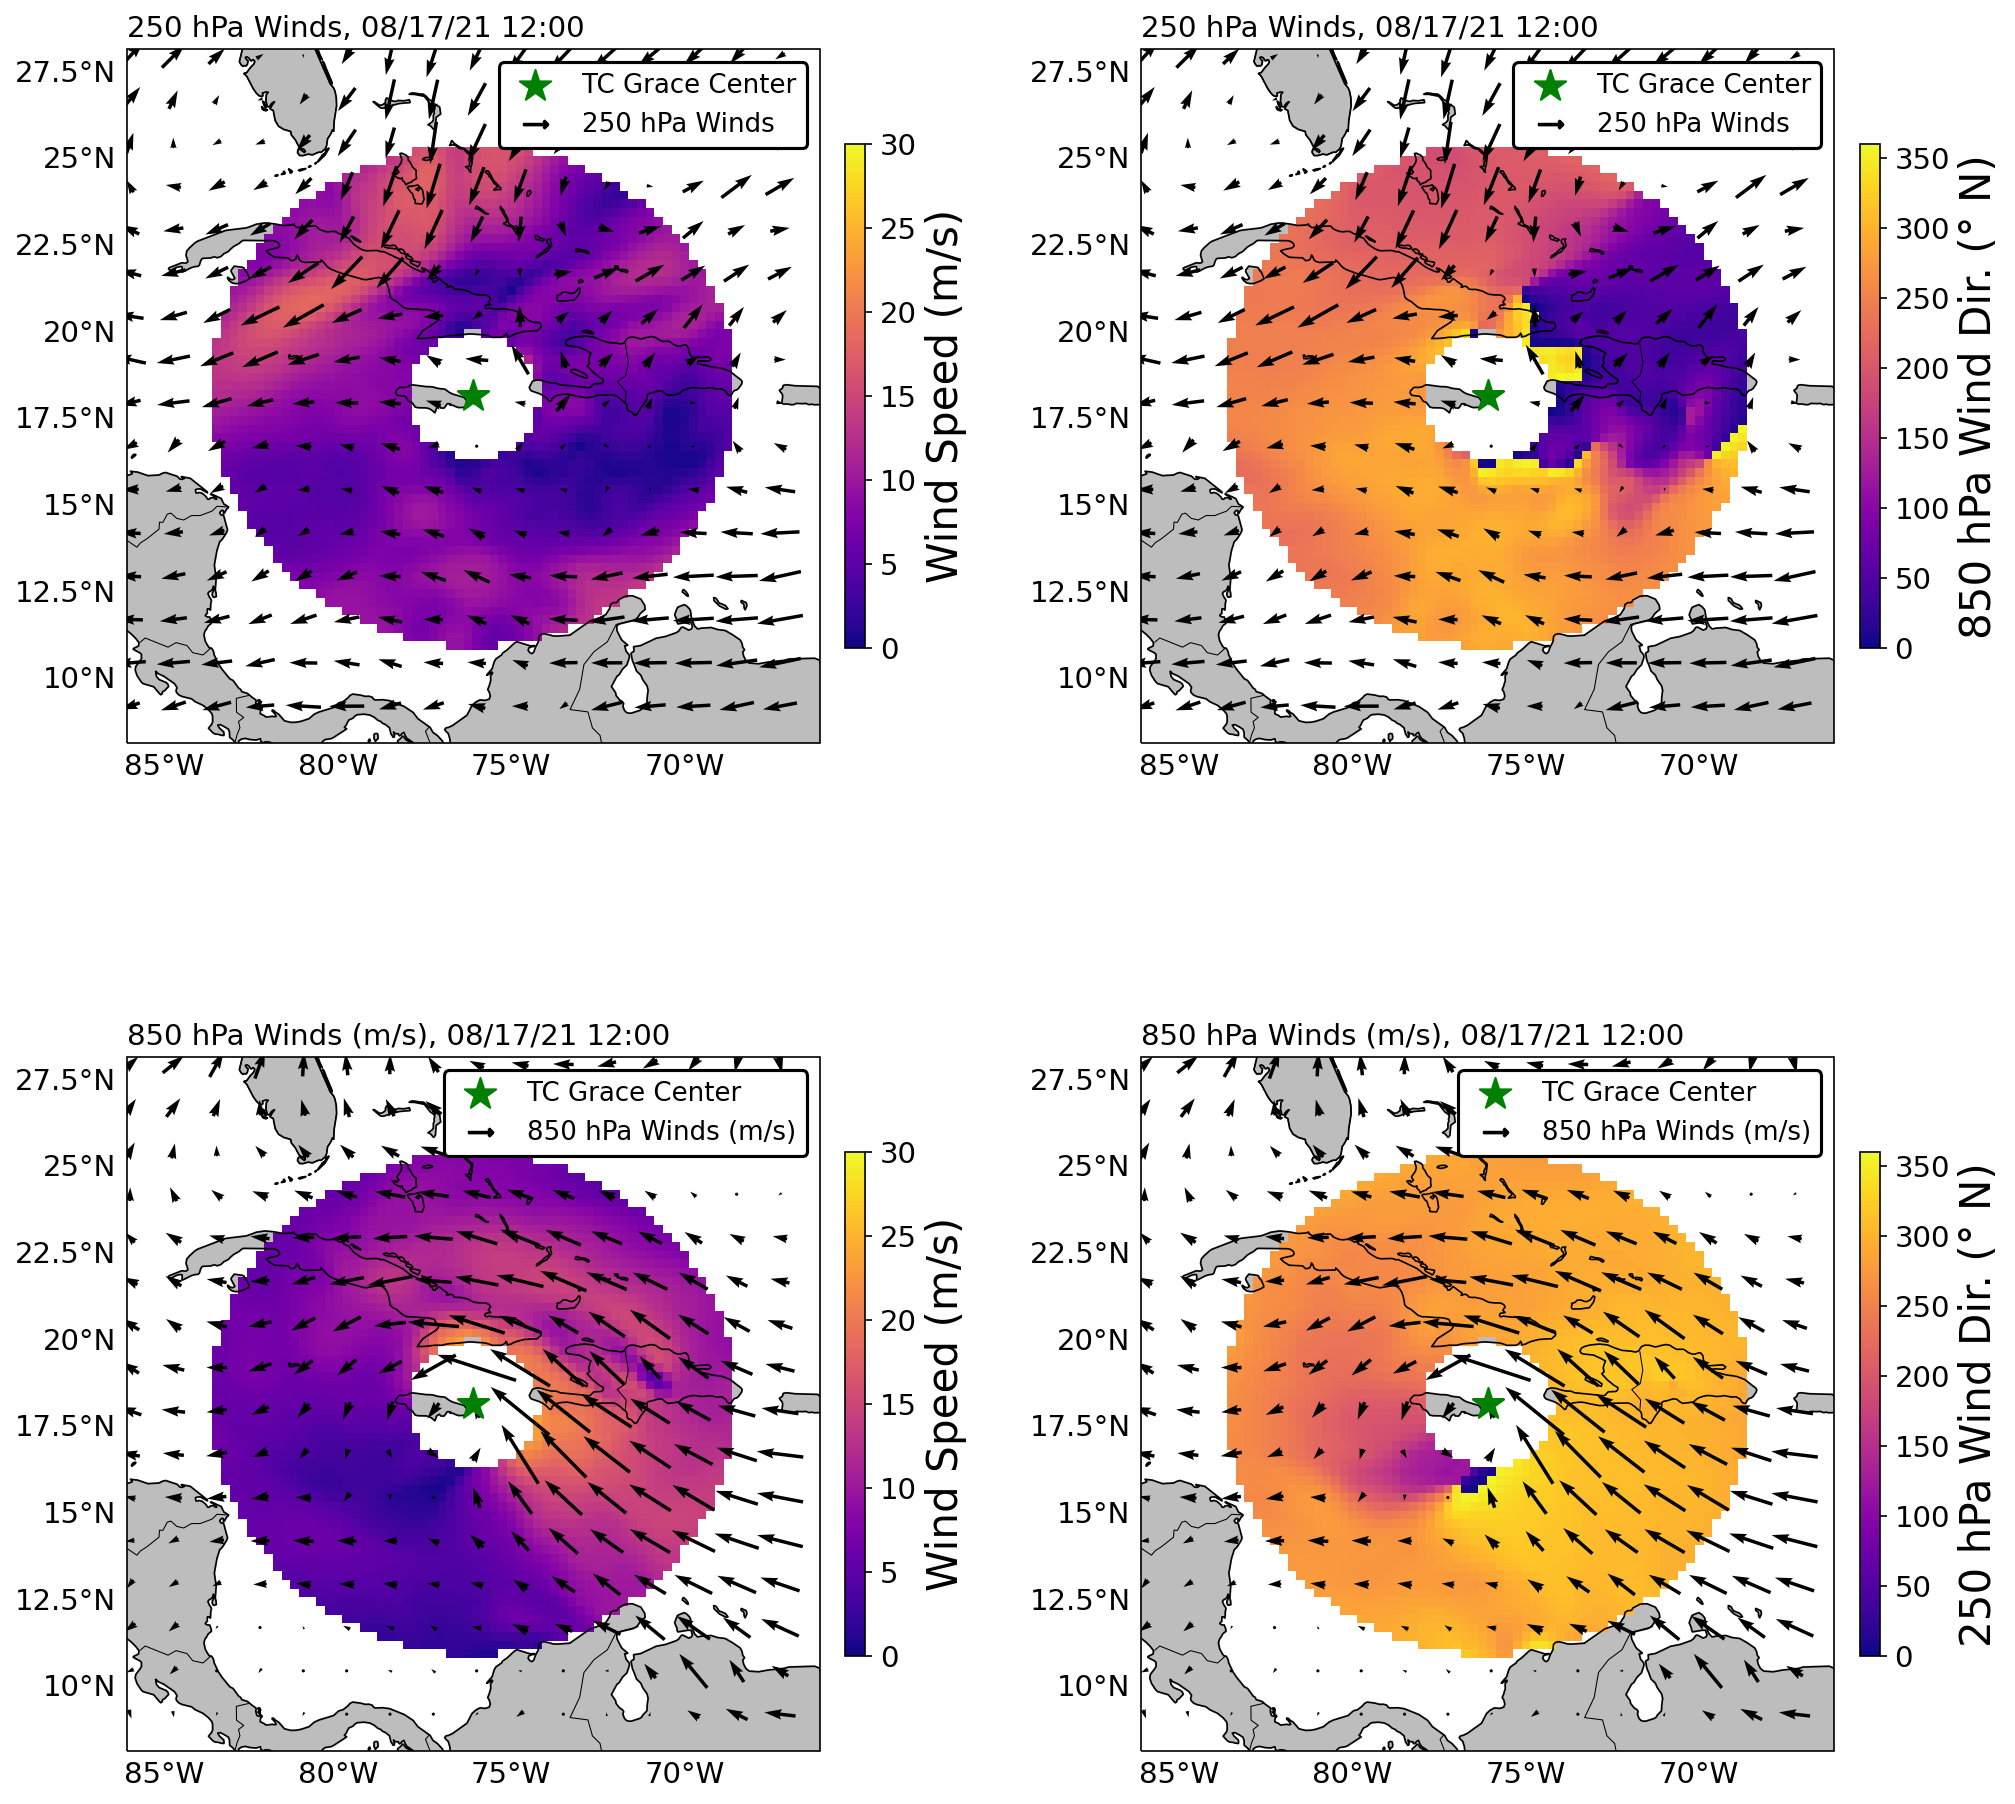 250 hPa Winds, 08/17/21 12:00
27.5°N
25°N
22.5°N
20°N
17.5°N
15°N
12.5°N
10°N
85°W 80°W 75°W 70°W
TC Grace Center
250 hPa Winds
30
25
20
15
10
5
0
Wind Speed (m/s)
250 hPa Winds, 08/17/21 12:00
27.5°N
25°N
22.5°N
20°N
17.5°N
15°N
12.5°N
10°N
85°W 80°W 75°W 70°W
TC Grace Center
250 hPa Winds
350
300
250
200
150
100
50
0
850 hPa Wind Dir. (° N)
850 hPa Winds (m/s), 08/17/21 12:00
27.5°N
25°N
22.5°N
20°N
17.5°N
15°N
12.5°N
10°N
85°W 80°W 75°W 70°W
TC Grace Center
850 hPa Winds (m/s)
30
25
20
15
10
5
0
Wind Speed (m/s)
850 hPa Winds (m/s), 08/17/21 12:00
27.5°N
25°N
22.5°N
20°N
17.5°N
15°N
12.5°N
10°N
85°W 80°W 75°W 70°W
TC Grace Center
850 hPa Winds (m/s)
350
300
250
200
150
100
50
0
250 hPa Wind Dir. (° N)